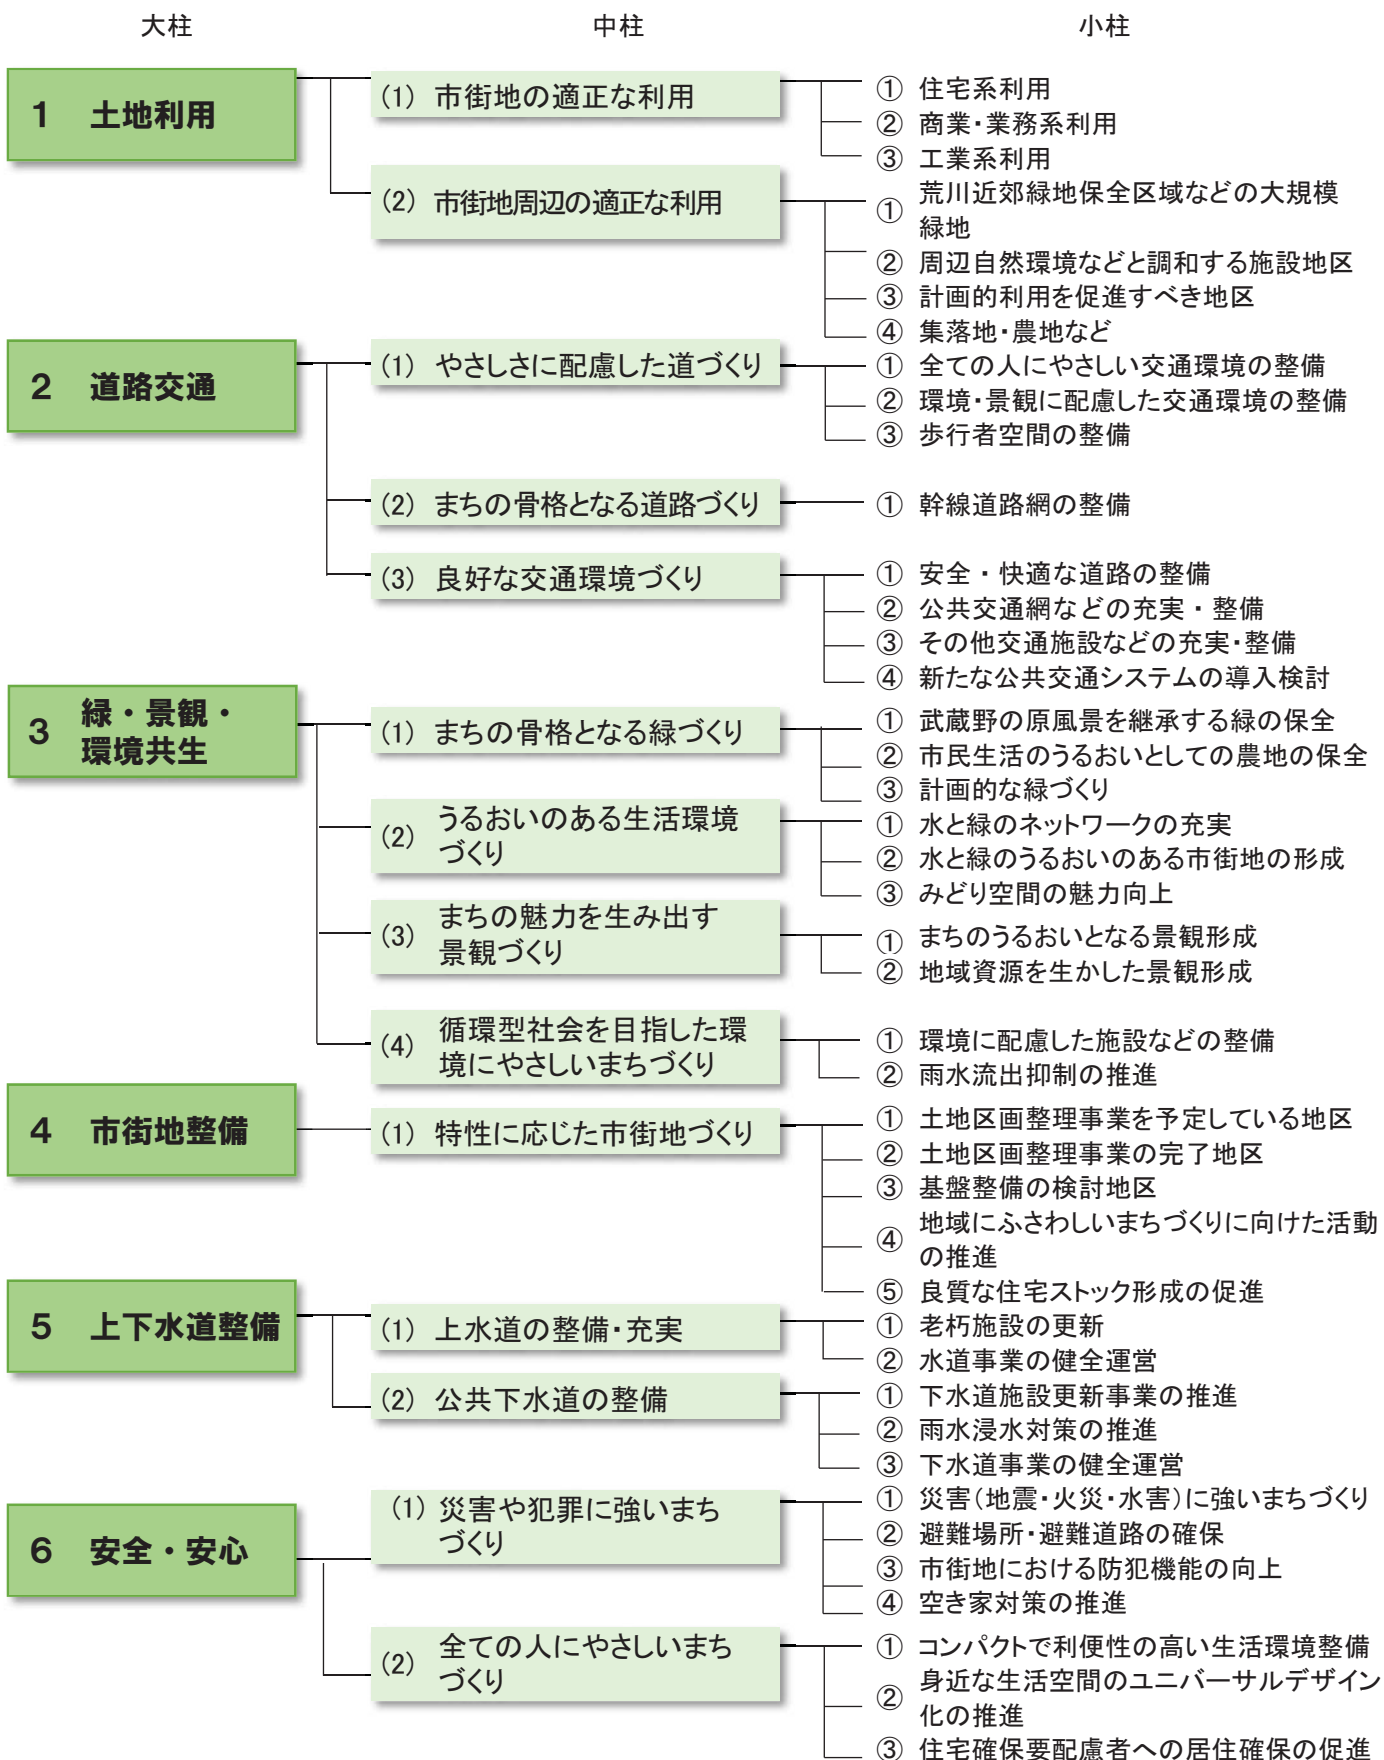 大柱 中柱 小柱
1 土地利用
(1) 市街地の適正な利用
① 住宅系利用
② 商業・業務系利用
③ 工業系利用
(2) 市街地周辺の適正な利用
① 荒川近郊緑地保全区域などの大規模
緑地
② 周辺自然環境などと調和する施設地区
③ 計画的利用を促進すべき地区
④ 集落地・農地など
2 道路交通
(1) やさしさに配慮した道づくり
① 全ての人にやさしい交通環境の整備
② 環境・景観に配慮した交通環境の整備
③ 歩行者空間の整備
(2) まちの骨格となる道路づくり
① 幹線道路網の整備
(3) 良好な交通環境づくり
① 安全・快適な道路の整備
② 公共交通網などの充実・整備
③ その他交通施設などの充実・整備
④ 新たな公共交通システムの導入検討
3 緑・景観・
環境共生
(1) まちの骨格となる緑づくり
① 武蔵野の原風景を継承する緑の保全
② 市民生活のうるおいとしての農地の保全
③ 計画的な緑づくり
(2) うるおいのある生活環境
づくり
① 水と緑のネットワークの充実
② 水と緑のうるおいのある市街地の形成
③ みどり空間の魅力向上
(3) まちの魅力を生み出す
景観づくり
① まちのうるおいとなる景観形成
② 地域資源を生かした景観形成
(4) 循環型社会を目指した環
境にやさしいまちづくり
① 環境に配慮した施設などの整備
② 雨水流出抑制の推進
4 市街地整備
(1) 特性に応じた市街地づくり
① 土地区画整理事業を予定している地区
② 土地区画整理事業の完了地区
③ 基盤整備の検討地区
④ 地域にふさわしいまちづくりに向けた活動
の推進
⑤ 良質な住宅ストック形成の促進
5 上下水道整備
(1) 上水道の整備・充実
① 老朽施設の更新
② 水道事業の健全運営
(2) 公共下水道の整備
① 下水道施設更新事業の推進
② 雨水浸水対策の推進
③ 下水道事業の健全運営
6 安全・安心
(1) 災害や犯罪に強いまち
づくり
① 災害(地震・火災・水害)に強いまちづくり
② 避難場所・避難道路の確保
③ 市街地における防犯機能の向上
④ 空き家対策の推進
(2) 全ての人にやさしいまち
づくり
① コンパクトで利便性の高い生活環境整備
② 身近な生活空間のユニバーサルデザイン
化の推進
③ 住宅確保要配慮者への居住確保の促進